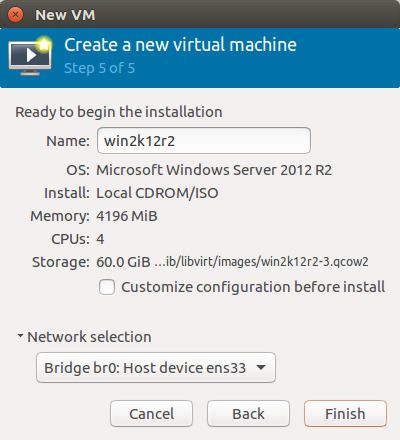 New VM
Create a new virtual machine
Step 5 of 5
Ready to begin the installation
Name: win2k12r2
OS: Microsoft Windows Server 2012 R2
Install: Local CDROM/ISO
Memory: 4196 MiB
CPUs: 4
Storage: 60.0 GiB ...ib/libvirt/images/win2k12r2-3.qcow2
Customize configuration before install
Network selection
Bridge br0: Host device ens33
Cancel Back Finish